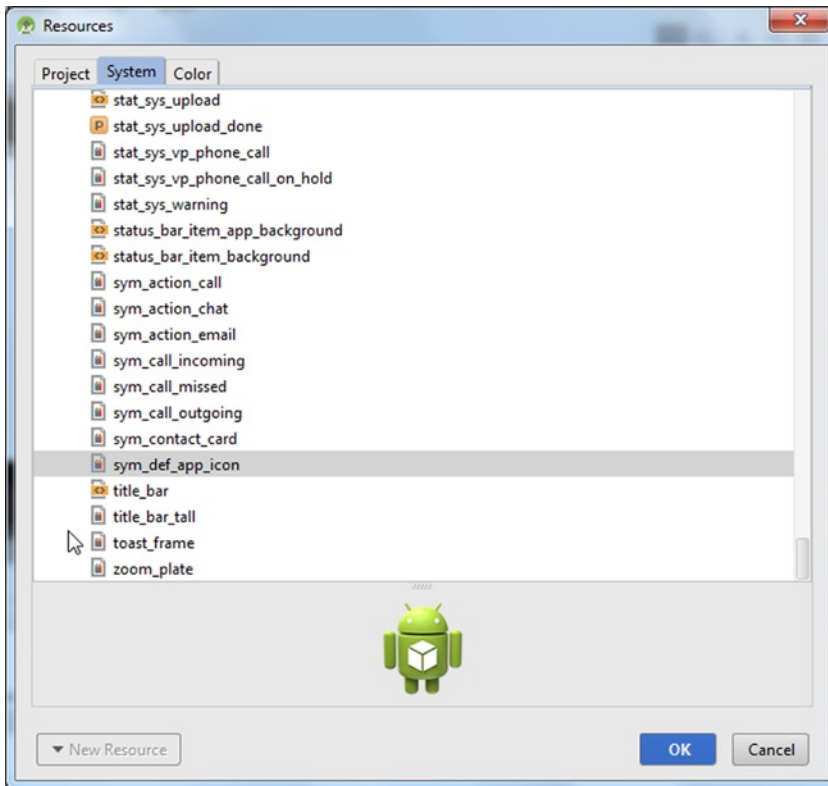 Resources
Project System Color
stat_sys_upload
P stat_sys_upload_done
stat_sys_vp_phone_call
stat_sys_vp_phone_call_on_hold
stat_sys_warning
status_bar_item_app_background
status_bar_item_background
sym_action_call
sym_action_chat
sym_action_email
sym_call_incoming
sym_call_missed
sym_call_outgoing
sym_contact_card
sym_def_app_icon
title_bar
title_bar_tall
toast_frame
zoom_plate
New Resource OK Cancel